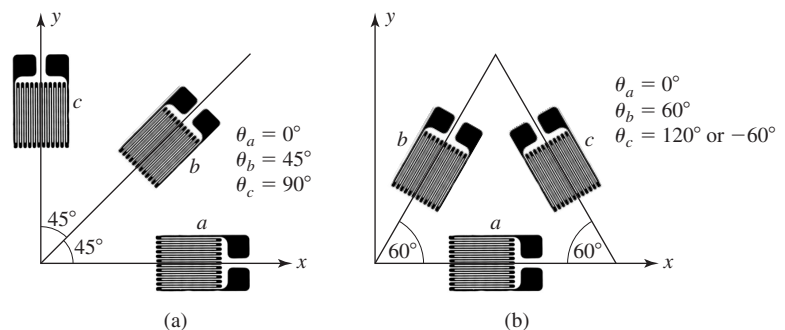 y
c
b
θa = 0°
θb = 45°
θc = 90°
45°
45°
a
x
(a)
y
b
c
θa = 0°
θb = 60°
θc = 120° or −60°
60°
a
60°
x
(b)